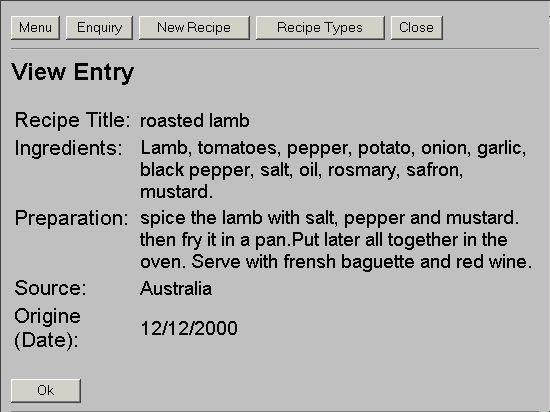 Menu Enquiry New Recipe Recipe Types Close
View Entry
Recipe Title: roasted lamb
Ingredients: Lamb, tomatoes, pepper, potato, onion, garlic,
black pepper, salt, oil, rosmary, safron,
mustard.
Preparation: spice the lamb with salt, pepper and mustard.
then fry it in a pan.Put later all together in the
oven. Serve with frensh baguette and red wine.
Source: Australia
Origine
(Date): 12/12/2000
Ok